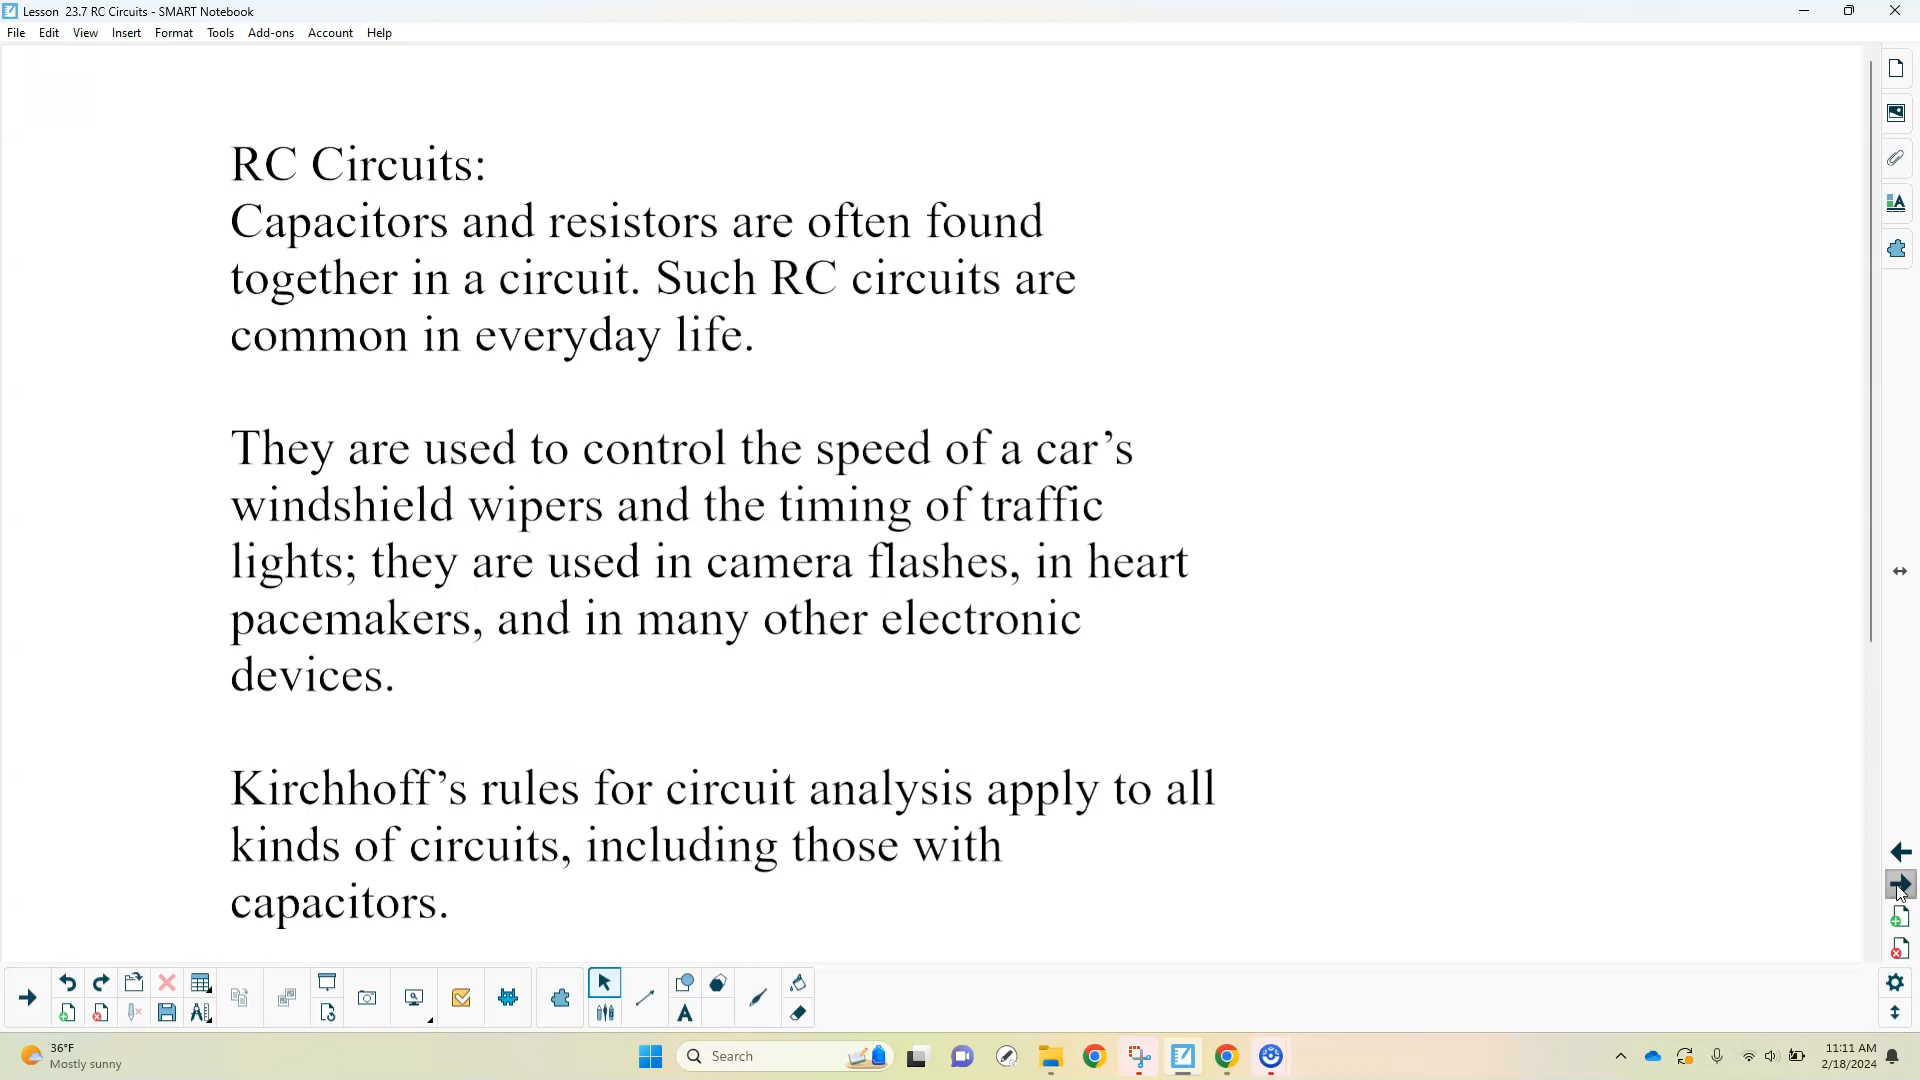 Lesson 23.7 RC Circuits - SMART Notebook
File Edit View Insert Format Tools Add-ons Account Help
RC Circuits:
Capacitors and resistors are often found
together in a circuit. Such RC circuits are
common in everyday life.
They are used to control the speed of a car’s
windshield wipers and the timing of traffic
lights; they are used in camera flashes, in heart
pacemakers, and in many other electronic
devices.
Kirchhoff’s rules for circuit analysis apply to all
kinds of circuits, including those with
capacitors.
36°F
Mostly sunny
Search
11:11 AM
2/18/2024